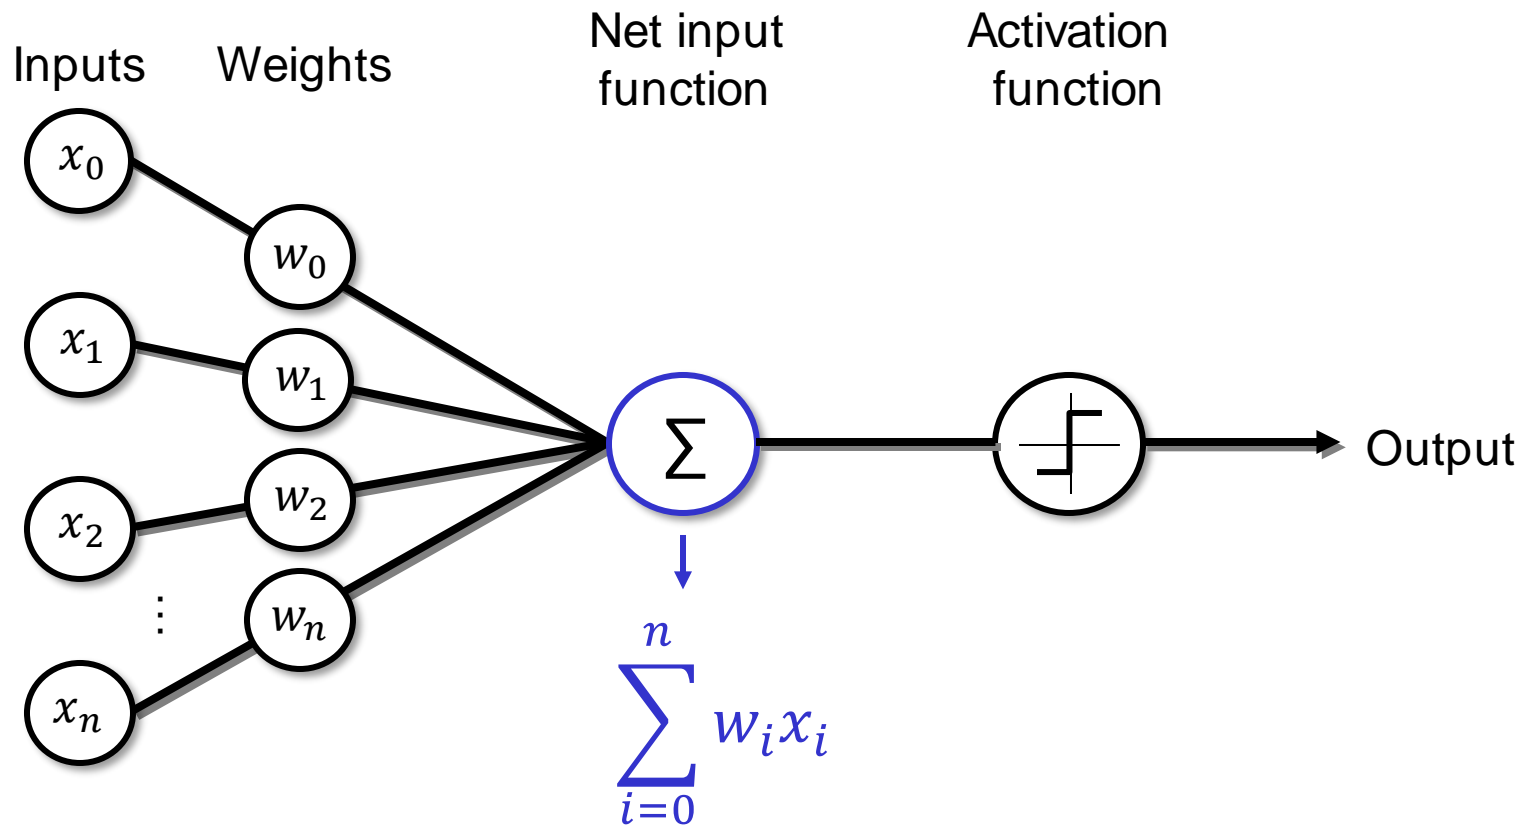 Inputs
Weights
Net input
function
Activation
function
x₀
w₀
x₁
w₁
x₂
w₂
⋮
xₙ
wₙ
∑
Output
n
∑ wᵢxᵢ
i=0